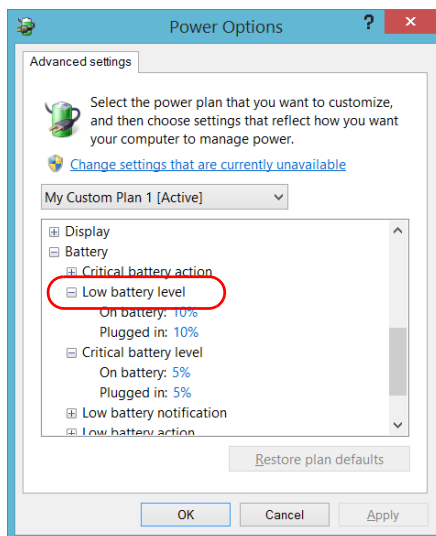 Power Options
?
Advanced settings
Select the power plan that you want to customize,
and then choose settings that reflect how you want
your computer to manage power.
Change settings that are currently unavailable
My Custom Plan 1 [Active]
Display
Battery
Critical battery action
Low battery level
On battery: 10%
Plugged in: 10%
Critical battery level
On battery: 5%
Plugged in: 5%
Low battery notification
Low battery action
Restore plan defaults
OK Cancel Apply